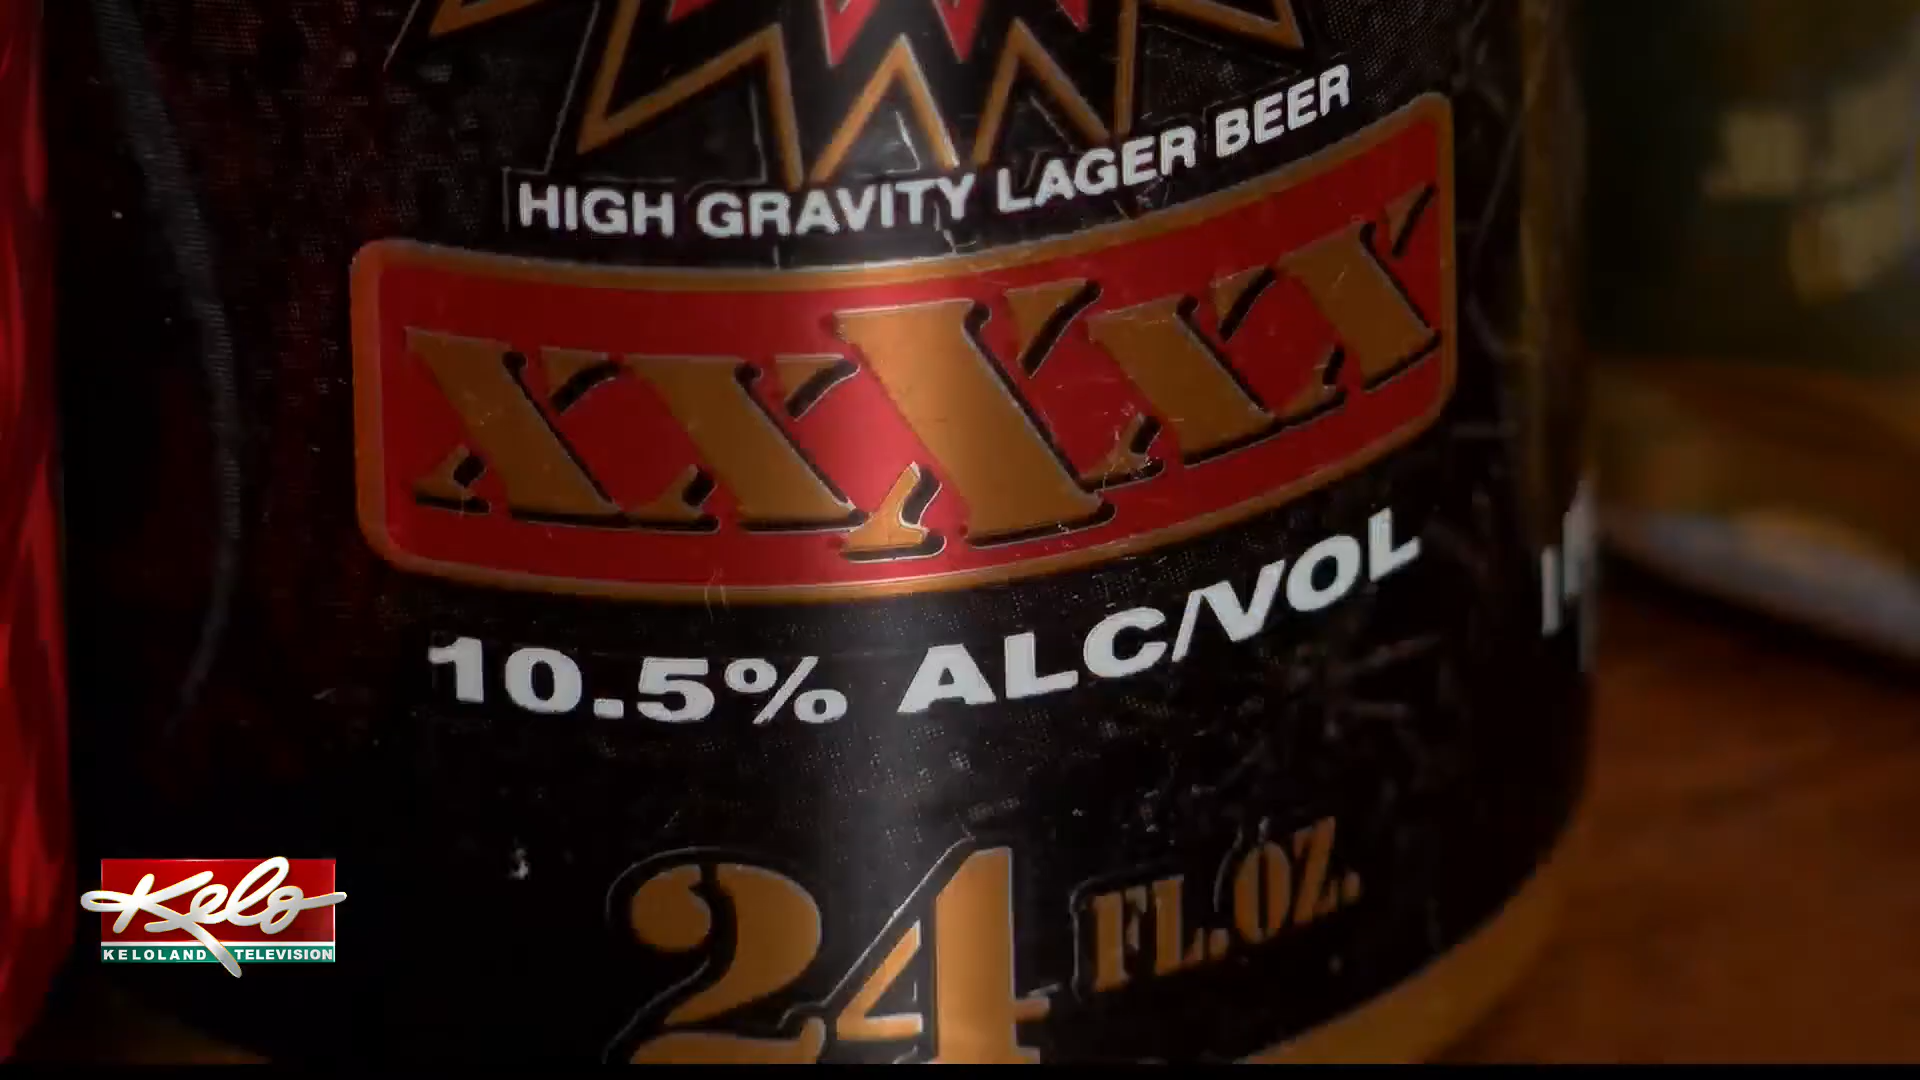 HIGH GRAVITY LAGER BEER
XXXXX
10.5% ALC/VOL
24 FL.OZ.
Kelo
KELOLAND TELEVISION